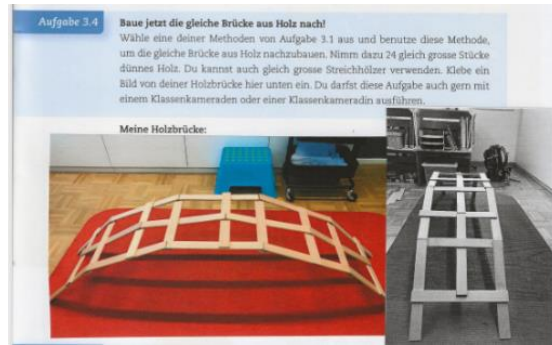 Aufgabe 3.4
Baue jetzt die gleiche Brücke aus Holz nach!
Wähle eine deiner Methoden von Aufgabe 3.1 aus und benutze diese Methode,
um die gleiche Brücke aus Holz nachzubauen. Nimm dazu 24 gleich grosse Stücke
dünnes Holz. Du kannst auch gleich grosse Streichhölzer verwenden. Klebe ein
Bild von deiner Holzbrücke hier unten ein. Du darfst diese Aufgabe auch gern mit
einem Klassenkameraden oder einer Klassenkameradin ausführen.
Meine Holzbrücke: